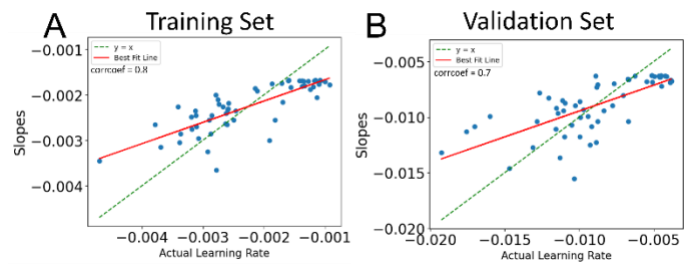 A Training Set
y = x
Best Fit Line
corrcoef = 0.8
−0.001
−0.002
−0.003
−0.004
Slopes
−0.004 −0.003 −0.002 −0.001
Actual Learning Rate
B Validation Set
y = x
Best Fit Line
corrcoef = 0.7
−0.005
−0.010
−0.015
−0.020
Slopes
−0.020 −0.015 −0.010 −0.005
Actual Learning Rate